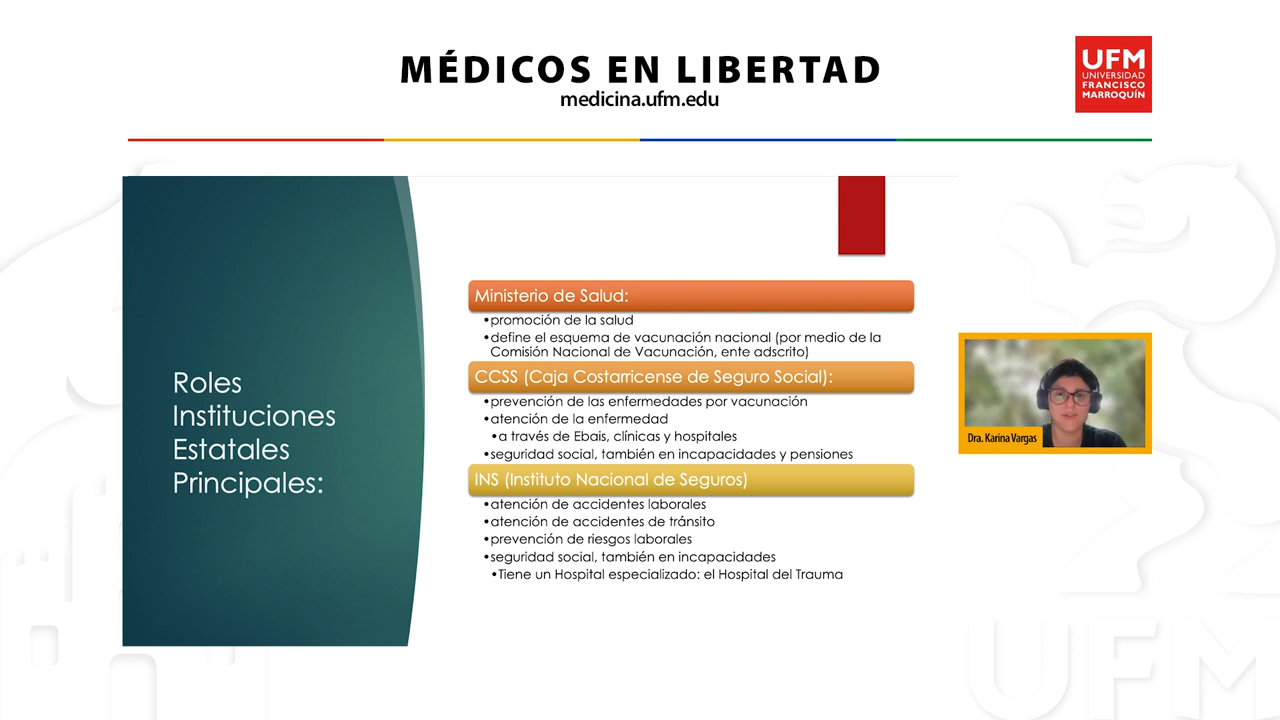 MÉDICOS EN LIBERTAD
medicina.ufm.edu
UFM
UNIVERSIDAD
FRANCISCO
MARROQUÍN
Roles
Instituciones
Estatales
Principales:
Ministerio de Salud:
•promoción de la salud
•define el esquema de vacunación nacional (por medio de la
Comisión Nacional de Vacunación, ente adscrito)
CCSS (Caja Costarricense de Seguro Social):
•prevención de las enfermedades por vacunación
•atención de la enfermedad
•a través de Ebais, clínicas y hospitales
•seguridad social, también en incapacidades y pensiones
INS (Instituto Nacional de Seguros)
•atención de accidentes laborales
•atención de accidentes de tránsito
•prevención de riesgos laborales
•seguridad social, también en incapacidades
•Tiene un Hospital especializado: el Hospital del Trauma
Dra. Karina Vargas
UFM